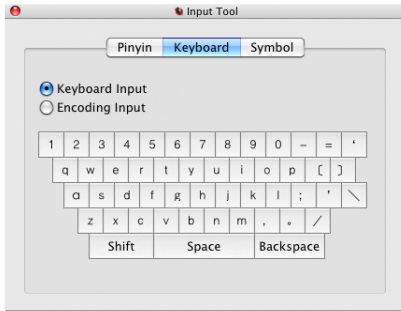 Input Tool
Pinyin Keyboard Symbol
Keyboard Input
Encoding Input
1 2 3 4 5 6 7 8 9 0 － ＝ ‘
q w e r t y u i o p 〔 〕
a s d f g h j k l ； ’ ＼
z x c v b n m ， 。 ／
Shift Space Backspace